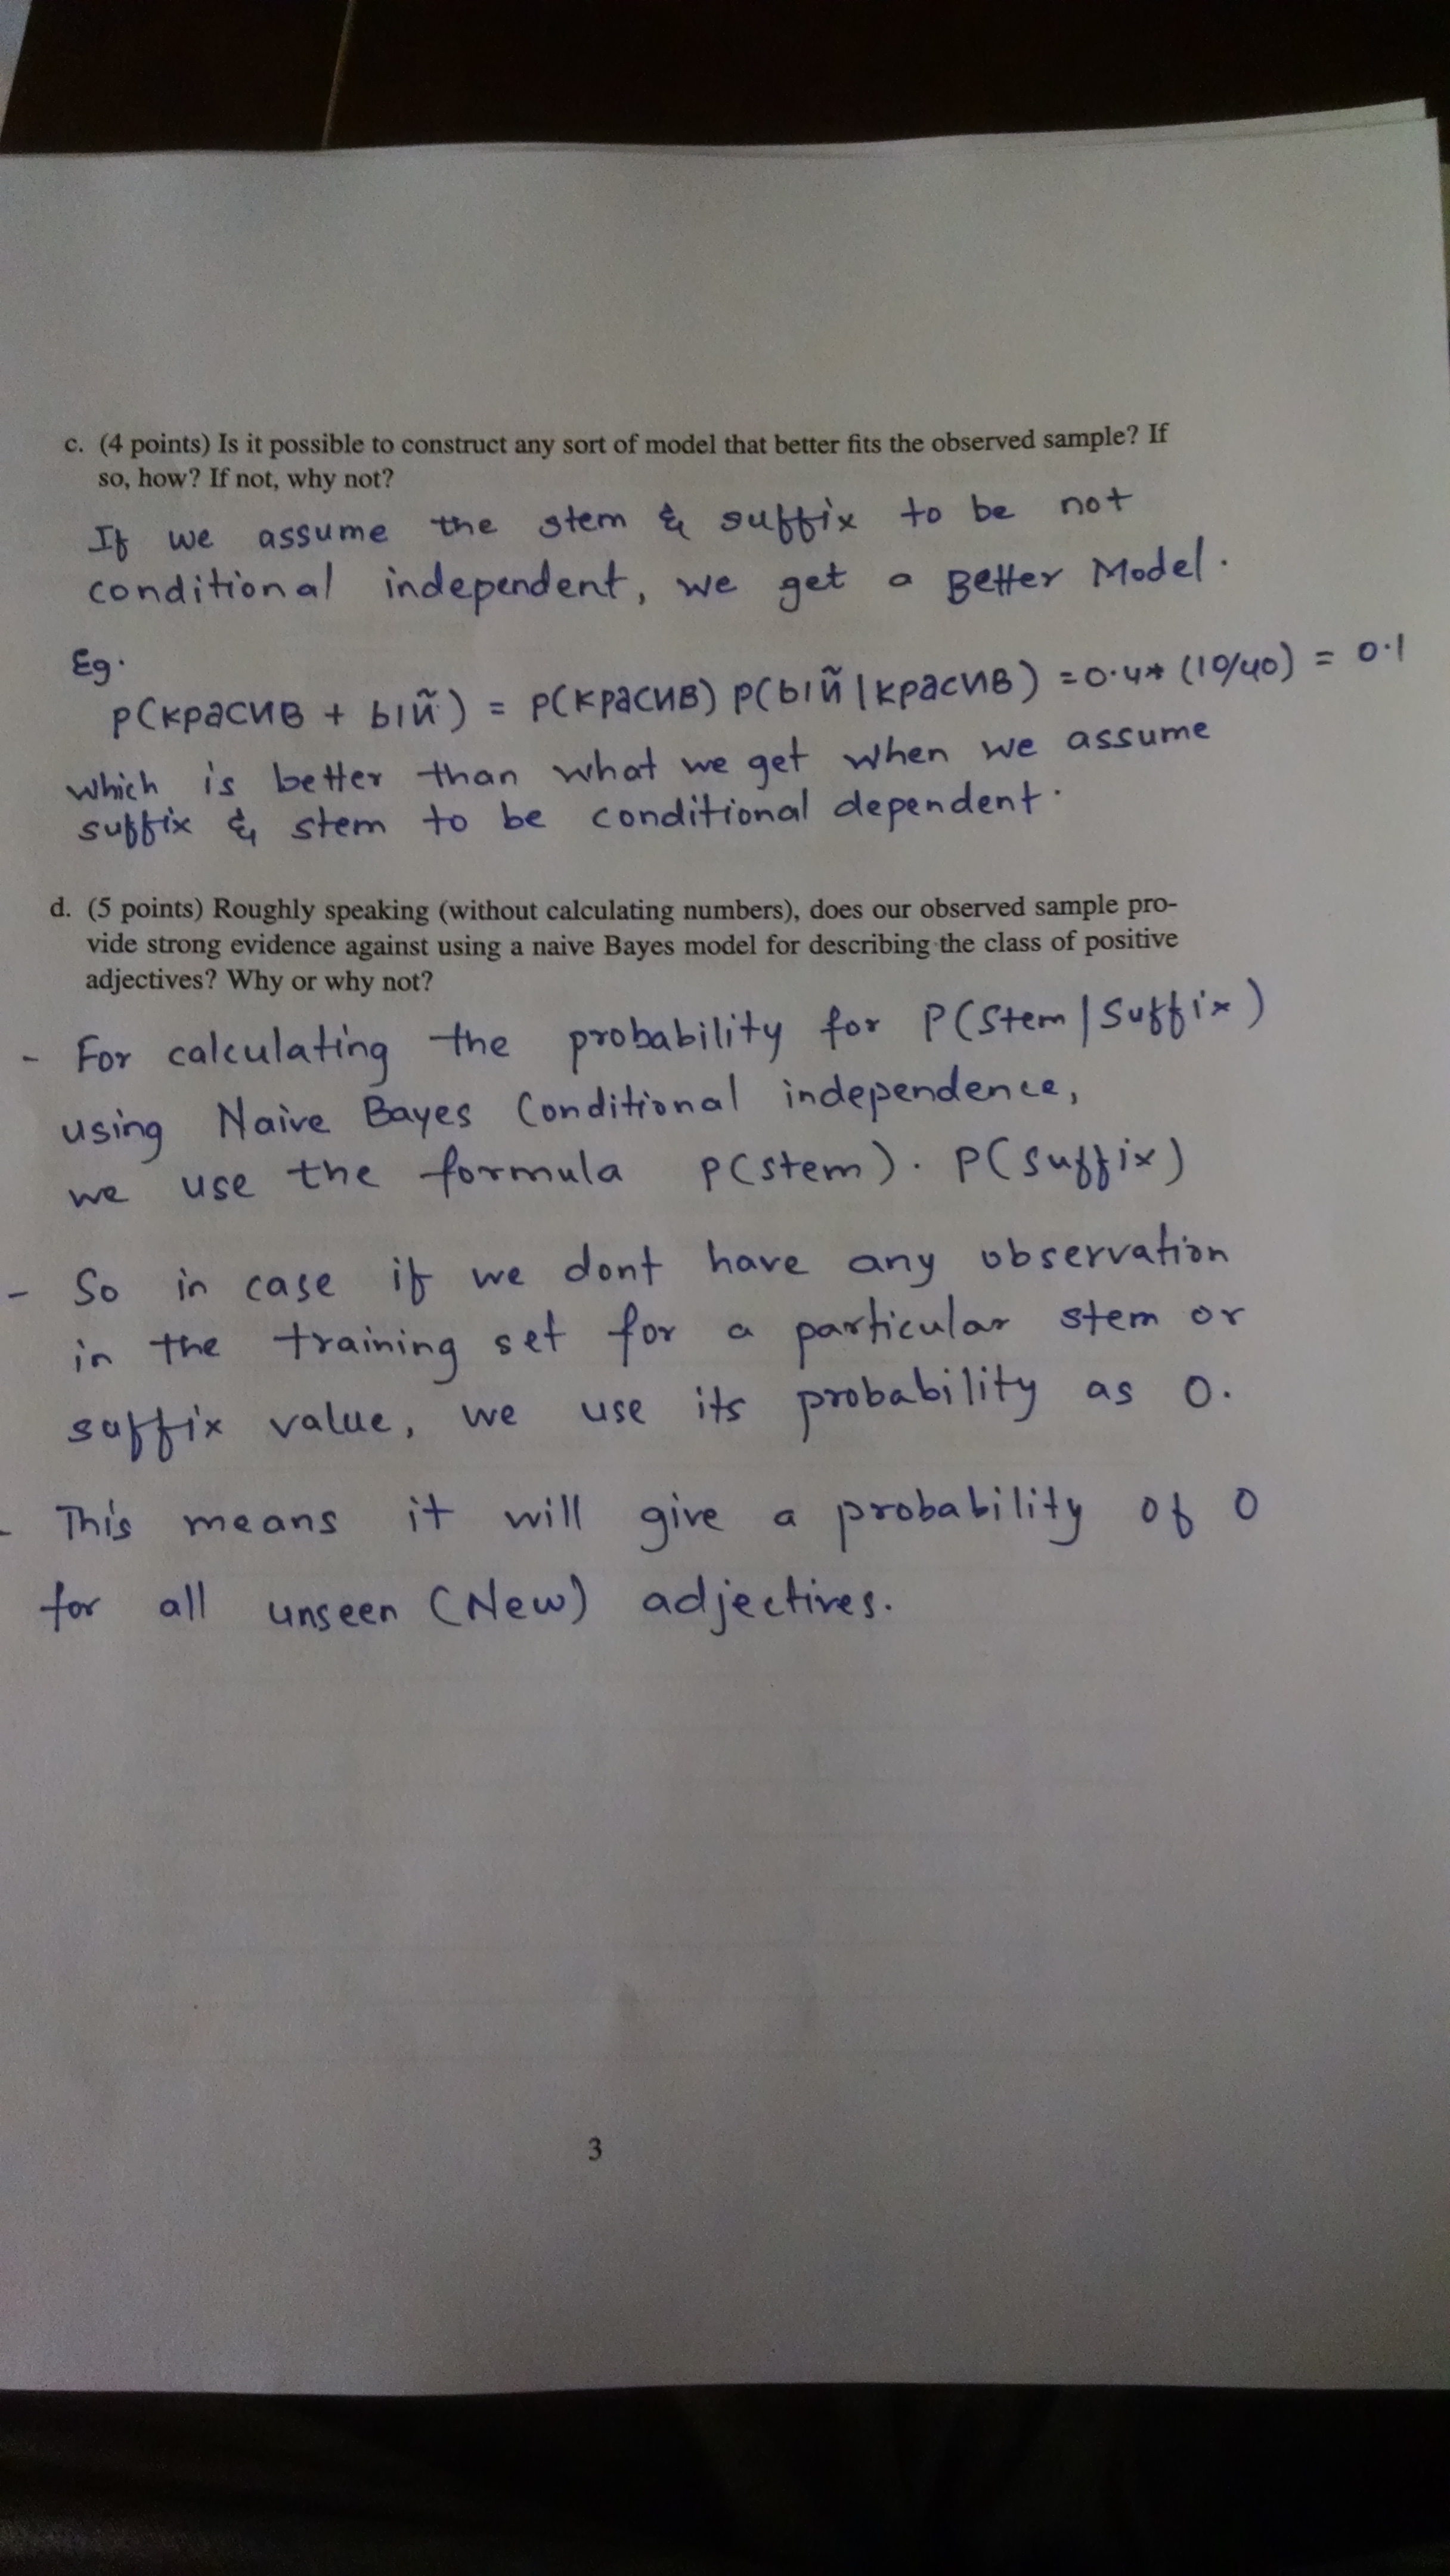 c. (4 points) Is it possible to construct any sort of model that better fits the observed sample? If
so, how? If not, why not?
If we assume the stem & suffix to be not
conditional independent, we get a Better Model.
Eg.
P(красив + ый) = P(красив) P(ый | красив) = 0.4* (10/40) = 0.1
which is better than what we get when we assume
suffix & stem to be conditional dependent.
d. (5 points) Roughly speaking (without calculating numbers), does our observed sample pro-
vide strong evidence against using a naive Bayes model for describing the class of positive
adjectives? Why or why not?
- For calculating the probability for P(Stem | Suffix)
using Naive Bayes Conditional independence,
we use the formula P(stem). P(suffix)
- So in case if we dont have any observation
in the training set for a particular stem or
suffix value, we use its probability as 0.
- This means it will give a probability of 0
for all unseen (New) adjectives.
3